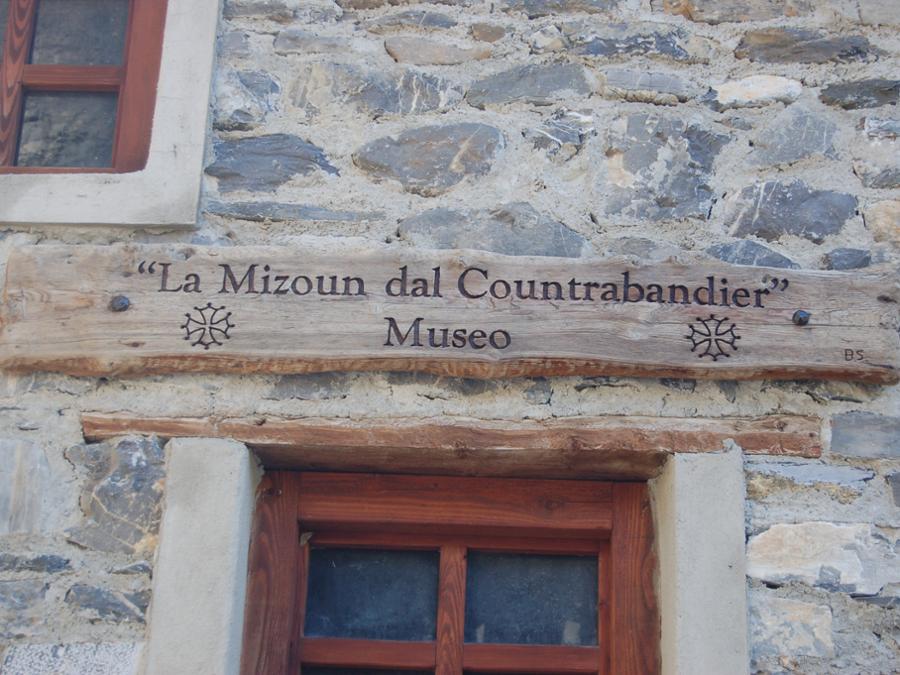 “La Mizoun dal Countrabandier”
Museo
BS